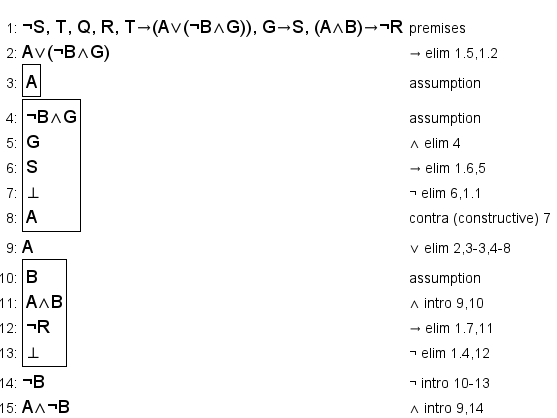 1: ¬S, T, Q, R, T→(A∨(¬B∧G)), G→S, (A∧B)→¬R premises
2: A∨(¬B∧G) → elim 1.5,1.2
3: A assumption
4: ¬B∧G assumption
5: G ∧ elim 4
6: S → elim 1.6,5
7: ⊥ ¬ elim 6,1.1
8: A contra (constructive) 7
9: A ∨ elim 2,3-3,4-8
10: B assumption
11: A∧B ∧ intro 9,10
12: ¬R → elim 1.7,11
13: ⊥ ¬ elim 1.4,12
14: ¬B ¬ intro 10-13
15: A∧¬B ∧ intro 9,14